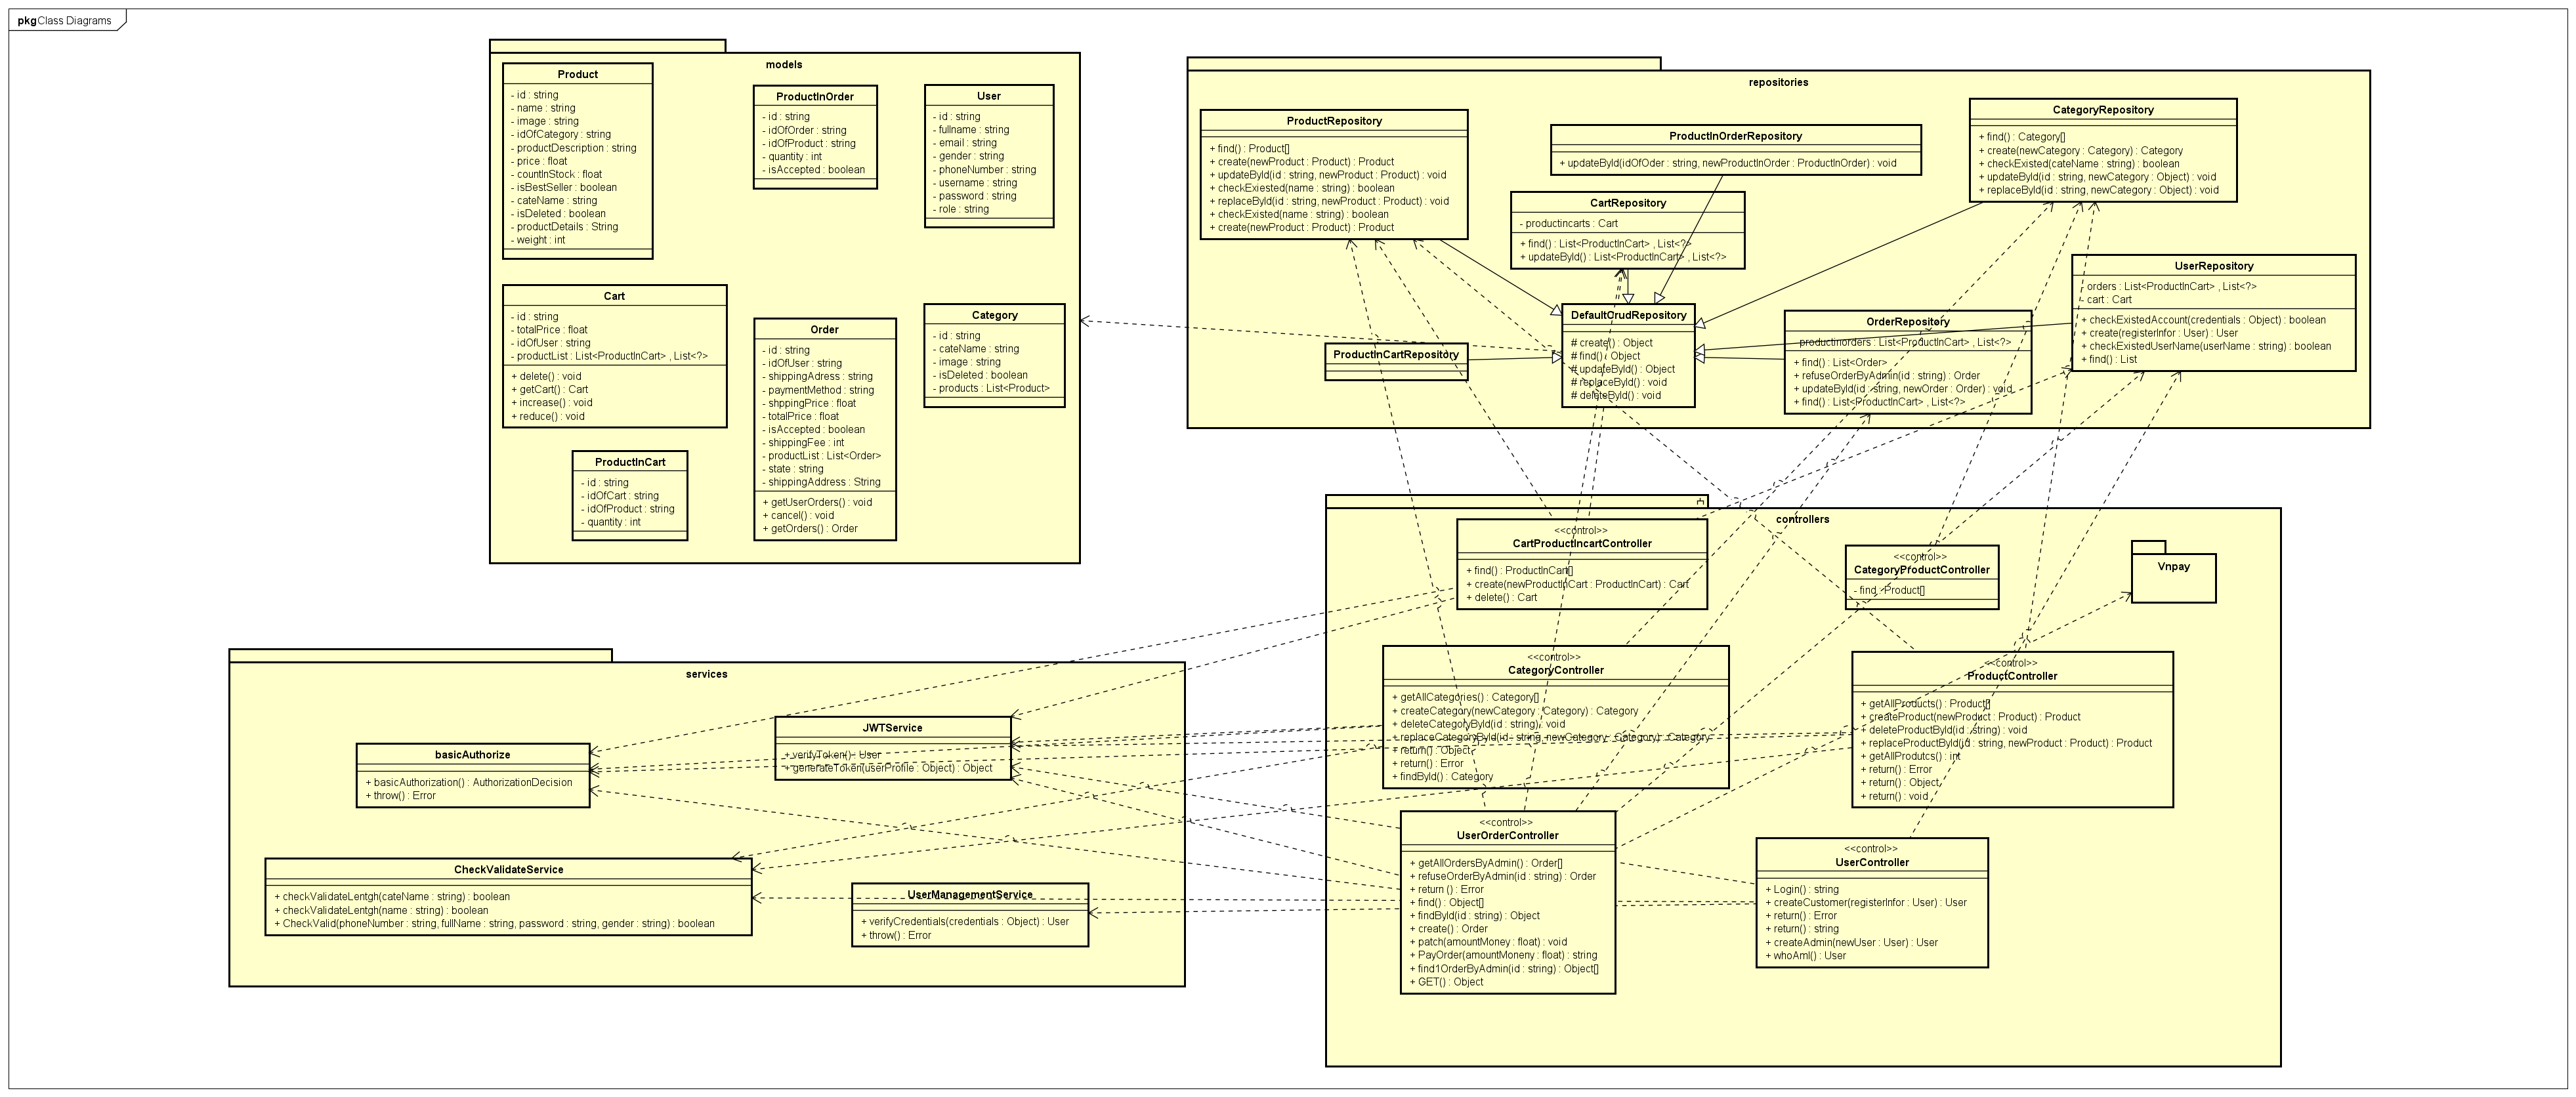 pkg Class Diagrams
models
Product
- id : string
- name : string
- image : string
- idOfCategory : string
- productDescription : string
- price : float
- countInStock : float
- isBestSeller : boolean
- cateName : string
- isDeleted : boolean
- productDetails : String
- weight : int
ProductInOrder
- id : string
- idOfOrder : string
- idOfProduct : string
- quantity : int
- isAccepted : boolean
User
- id : string
- fullname : string
- email : string
- gender : string
- phoneNumber : string
- username : string
- password : string
- role : string
Cart
- id : string
- totalPrice : float
- idOfUser : string
- productList : List<ProductInCart> , List<?>
+ delete() : void
+ getCart() : Cart
+ increase() : void
+ reduce() : void
Order
- id : string
- idOfUser : string
- shippingAdress : string
- paymentMethod : string
- shppingPrice : float
- totalPrice : float
- isAccepted : boolean
- shippingFee : int
- productList : List<Order>
- state : string
- shippingAddress : String
+ getUserOrders() : void
+ cancel() : void
+ getOrders() : Order
Category
- id : string
- cateName : string
- image : string
- isDeleted : boolean
- products : List<Product>
ProductInCart
- id : string
- idOfCart : string
- idOfProduct : string
- quantity : int
repositories
ProductRepository
+ find() : Product[]
+ create(newProduct : Product) : Product
+ updateById(id : string, newProduct : Product) : void
+ checkExiested(name : string) : boolean
+ replaceById(id : string, newProduct : Product) : void
+ checkExisted(name : string) : boolean
+ create(newProduct : Product) : Product
ProductInOrderRepository
+ updateById(idOfOder : string, newProductInOrder : ProductInOrder) : void
CartRepository
- productincarts : Cart
+ find() : List<ProductInCart> , List<?>
+ updateById() : List<ProductInCart> , List<?>
CategoryRepository
+ find() : Category[]
+ create(newCategory : Category) : Category
+ checkExisted(cateName : string) : boolean
+ updateById(id : string, newCategory : Object) : void
+ replaceById(id : string, newCategory : Object) : void
UserRepository
- orders : List<ProductInCart> , List<?>
- cart : Cart
+ checkExistedAccount(credentials : Object) : boolean
+ create(registerInfor : User) : User
+ checkExistedUserName(userName : string) : boolean
+ find() : List
DefaultCrudRepository
# create() : Object
# find() : Object
# updateById() : Object
# replaceById() : void
# deleteById() : void
OrderRepository
- productinorders : List<ProductInCart> , List<?>
+ find() : List<Order>
+ refuseOrderByAdmin(id : string) : Order
+ updateById(id : string, newOrder : Order) : void
+ find() : List<ProductInCart> , List<?>
ProductInCartRepository
controllers
<<control>>
CartProductIncartController
+ find() : ProductInCart[]
+ create(newProductInCart : ProductInCart) : Cart
+ delete() : Cart
<<control>>
CategoryProductController
- find : Product[]
Vnpay
<<control>>
CategoryController
+ getAllCategories() : Category[]
+ createCategory(newCategory : Category) : Category
+ deleteCategoryById(id : string) : void
+ replaceCategoryById(id : string, newCategory : Category) : Category
+ return() : Object
+ return() : Error
+ findById() : Category
<<control>>
ProductController
+ getAllProducts() : Product[]
+ createProduct(newProduct : Product) : Product
+ deleteProductById(id : string) : void
+ replaceProductById(id : string, newProduct : Product) : Product
+ getAllProdutcs() : int
+ return() : Error
+ return() : Object
+ return() : void
<<control>>
UserOrderController
+ getAllOrdersByAdmin() : Order[]
+ refuseOrderByAdmin(id : string) : Order
+ return () : Error
+ find() : Object[]
+ findById(id : string) : Object
+ create() : Order
+ patch(amountMoney : float) : void
+ PayOrder(amountMoneny : float) : string
+ find1OrderByAdmin(id : string) : Object[]
+ GET() : Object
<<control>>
UserController
+ Login() : string
+ createCustomer(registerInfor : User) : User
+ return() : Error
+ return() : string
+ createAdmin(newUser : User) : User
+ whoAmI() : User
services
JWTService
+ verifyToken() : User
+ generateToken(userProfile : Object) : Object
basicAuthorize
+ basicAuthorization() : AuthorizationDecision
+ throw() : Error
CheckValidateService
+ checkValidateLentgh(cateName : string) : boolean
+ checkValidateLentgh(name : string) : boolean
+ CheckValid(phoneNumber : string, fullName : string, password : string, gender : string) : boolean
UserManagementService
+ verifyCredentials(credentials : Object) : User
+ throw() : Error